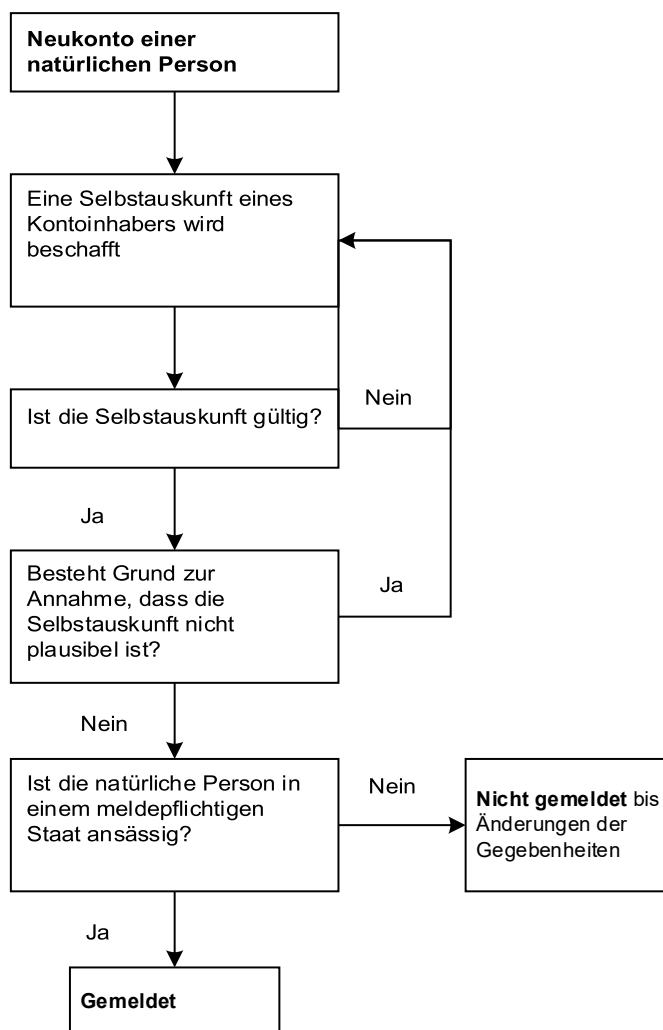 Neukonto einer
natürlichen Person
Eine Selbstauskunft eines
Kontoinhabers wird
beschafft
Ist die Selbstauskunft gültig?
Nein
Ja
Besteht Grund zur
Annahme, dass die
Selbstauskunft nicht
plausibel ist?
Ja
Nein
Ist die natürliche Person in
einem meldepflichtigen
Staat ansässig?
Nein
Nicht gemeldet bis
Änderungen der
Gegebenheiten
Ja
Gemeldet